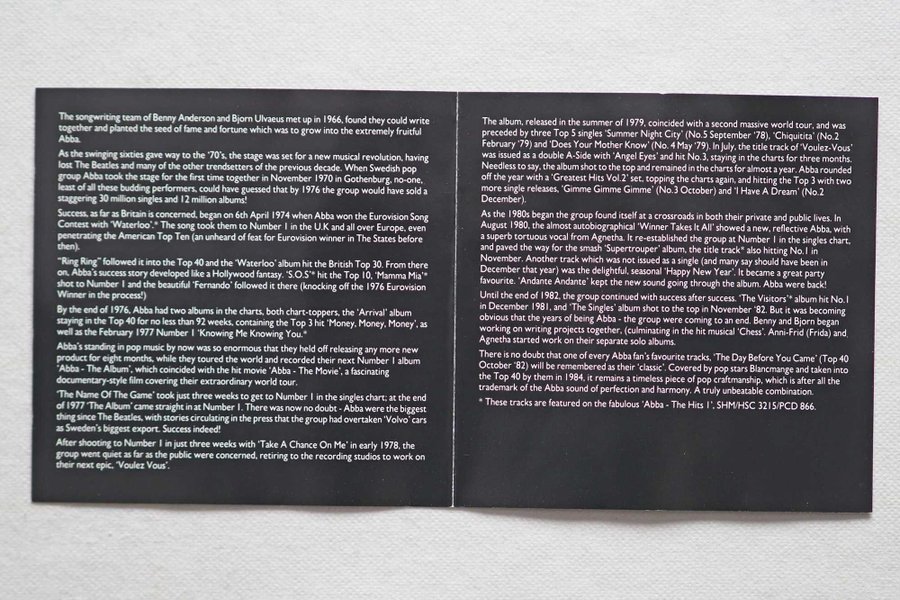 The songwriting team of Benny Anderson and Bjorn Ulvaeus met up in 1966, found they could write
together and planted the seed of fame and fortune which was to grow into the extremely fruitful
Abba.
As the swinging sixties gave way to the '70's, the stage was set for a new musical revolution, having
lost The Beatles and many of the other trendsetters of the previous decade. When Swedish pop
group Abba took the stage for the first time together in November 1970 in Gothenburg, no-one,
least of all these budding performers, could have guessed that by 1976 the group would have sold a
staggering 30 million singles and 12 million albums!
Success, as far as Britain is concerned, began on 6th April 1974 when Abba won the Eurovision Song
Contest with 'Waterloo'.* The song took them to Number 1 in the U.K and all over Europe, even
penetrating the American Top Ten (an unheard of feat for Eurovision winner in The States before
then).
"Ring Ring" followed it into the Top 40 and the 'Waterloo' album hit the British Top 30. From there
on, Abba's success story developed like a Hollywood fantasy. 'S.O.S'* hit the Top 10, 'Mamma Mia'*
shot to Number 1 and the beautiful 'Fernando' followed it there (knocking off the 1976 Eurovision
Winner in the process!)
By the end of 1976, Abba had two albums in the charts, both chart-toppers, the 'Arrival' album
staying in the Top 40 for no less than 92 weeks, containing the Top 3 hit 'Money, Money, Money', as
well as the February 1977 Number 1 'Knowing Me Knowing You.*
Abba's standing in pop music by now was so enormous that they held off releasing any more new
product for eight months, while they toured the world and recorded their next Number 1 album
'Abba - The Album', which coincided with the hit movie 'Abba - The Movie', a fascinating
documentary-style film covering their extraordinary world tour.
'The Name Of The Game' took just three weeks to get to Number 1 in the singles chart; at the end
of 1977 'The Album' came straight in at Number 1. There was now no doubt - Abba were the biggest
thing since The Beatles, with stories circulating in the press that the group had overtaken 'Volvo' cars
as Sweden's biggest export. Success indeed!
After shooting to Number 1 in just three weeks with 'Take A Chance On Me' in early 1978, the
group went quiet as far as the public were concerned, retiring to the recording studios to work on
their next epic, 'Voulez Vous'.
The album, released in the summer of 1979, coincided with a second massive world tour, and was
preceded by three Top 5 singles 'Summer Night City' (No.5 September '78), 'Chiquitita' (No.2
February '79) and 'Does Your Mother Know' (No. 4 May '79). In July, the title track of 'Voulez-Vous'
was issued as a double A-Side with 'Angel Eyes' and hit No.3, staying in the charts for three months.
Needless to say, the album shot to the top and remained in the charts for almost a year. Abba rounded
off the year with a 'Greatest Hits Vol.2' set, topping the charts again, and hitting the Top 3 with two
more single releases, 'Gimme Gimme Gimme' (No.3 October) and 'I Have A Dream' (No.2
December).
As the 1980s began the group found itself at a crossroads in both their private and public lives. In
August 1980, the almost autobiographical 'Winner Takes It All' showed a new, reflective Abba, with
a superb tortuous vocal from Agnetha. It re-established the group at Number 1 in the singles chart,
and paved the way for the smash 'Supertrouper' album, the title track* also hitting No.1 in
November. Another track which was not issued as a single (and many say should have been in
December that year) was the delightful, seasonal 'Happy New Year'. It became a great party
favourite. 'Andante Andante' kept the new sound going through the album. Abba were back!
Until the end of 1982, the group continued with success after success. 'The Visitors'* album hit No.1
in December 1981, and 'The Singles' album shot to the top in November '82. But it was becoming
obvious that the years of being Abba - the group were coming to an end. Benny and Bjorn began
working on writing projects together, (culminating in the hit musical 'Chess'. Anni-Frid (Frida) and
Agnetha started work on their separate solo albums.
There is no doubt that one of every Abba fan's favourite tracks, 'The Day Before You Came' (Top 40
October '82) will be remembered as their 'classic'. Covered by pop stars Blancmange and taken into
the Top 40 by them in 1984, it remains a timeless piece of pop craftmanship, which is after all the
trademark of the Abba sound of perfection and harmony. A truly unbeatable combination.
* These tracks are featured on the fabulous 'Abba - The Hits 1', SHM/HSC 3215/PCD 866.